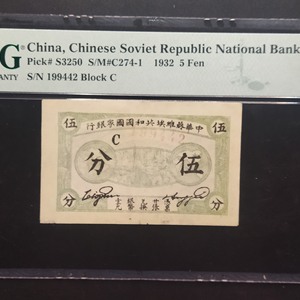 G China, Chinese Soviet Republic National Bank
RANTY Pick# S3250 S/M#C274-1 1932 5 Fen
S/N 199442 Block C
伍 行銀家國國和共埃維蘇華中 伍
C
分 伍
分 分